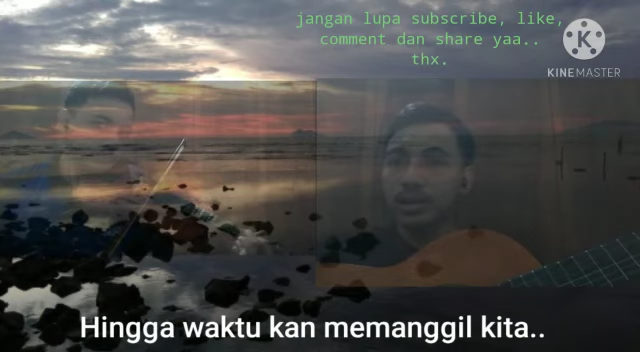 jangan lupa subscribe, like,
comment dan share yaa..
thx.
K
KINEMASTER
Hingga waktu kan memanggil kita..